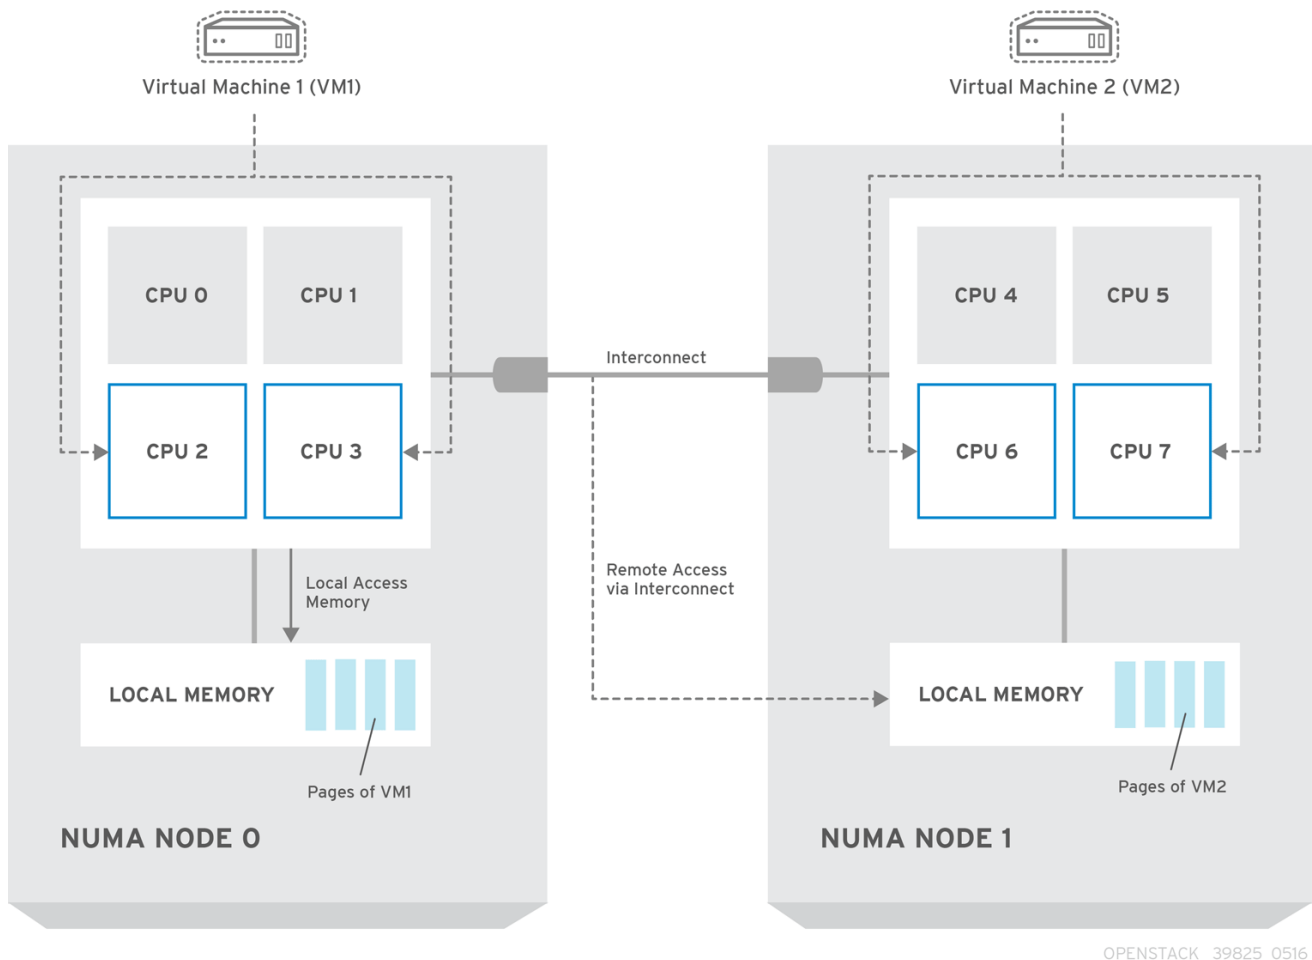 Virtual Machine 1 (VM1)
Virtual Machine 2 (VM2)
CPU 0
CPU 1
CPU 4
CPU 5
Interconnect
CPU 2
CPU 3
CPU 6
CPU 7
Local Access
Memory
Remote Access
via Interconnect
LOCAL MEMORY
LOCAL MEMORY
Pages of VM1
Pages of VM2
NUMA NODE 0
NUMA NODE 1
OPENSTACK 39825 0516